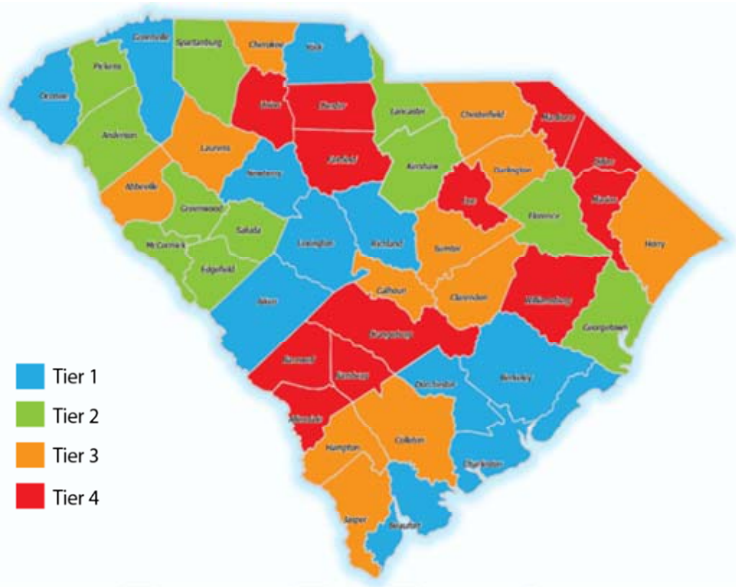 Greenville
Spartanburg
Cherokee
York
Pickens
Oconee
Union
Chester
Lancaster
Chesterfield
Marlboro
Anderson
Laurens
Fairfield
Kershaw
Darlington
Dillon
Newberry
Abbeville
Lee
Marion
Greenwood
Saluda
Florence
McCormick
Lexington
Richland
Sumter
Horry
Edgefield
Aiken
Calhoun
Clarendon
Williamsburg
Georgetown
Orangeburg
Barnwell
Bamberg
Dorchester
Berkeley
Tier 1
Tier 2
Allendale
Tier 3
Hampton
Colleton
Charleston
Tier 4
Jasper
Beaufort